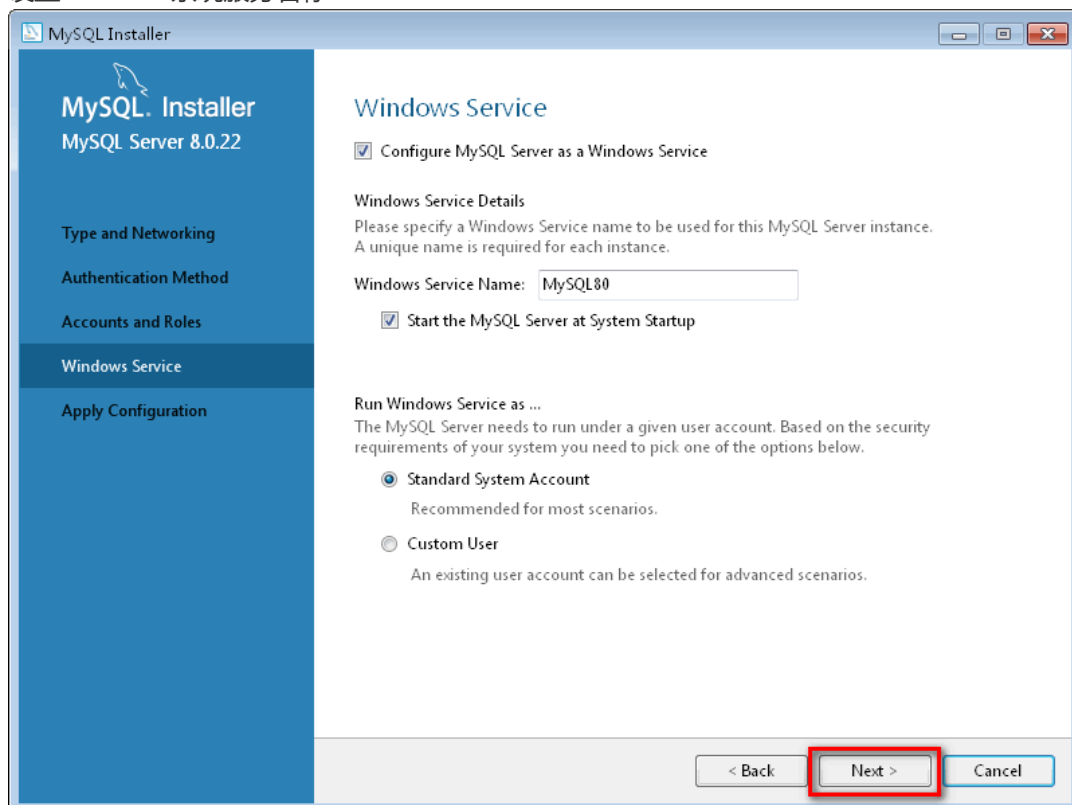 MySQL Installer
MySQL. Installer
MySQL Server 8.0.22
Type and Networking
Authentication Method
Accounts and Roles
Windows Service
Apply Configuration
Windows Service
Configure MySQL Server as a Windows Service
Windows Service Details
Please specify a Windows Service name to be used for this MySQL Server instance.
A unique name is required for each instance.
Windows Service Name: MySQL80
Start the MySQL Server at System Startup
Run Windows Service as ...
The MySQL Server needs to run under a given user account. Based on the security
requirements of your system you need to pick one of the options below.
Standard System Account
Recommended for most scenarios.
Custom User
An existing user account can be selected for advanced scenarios.
< Back Next > Cancel